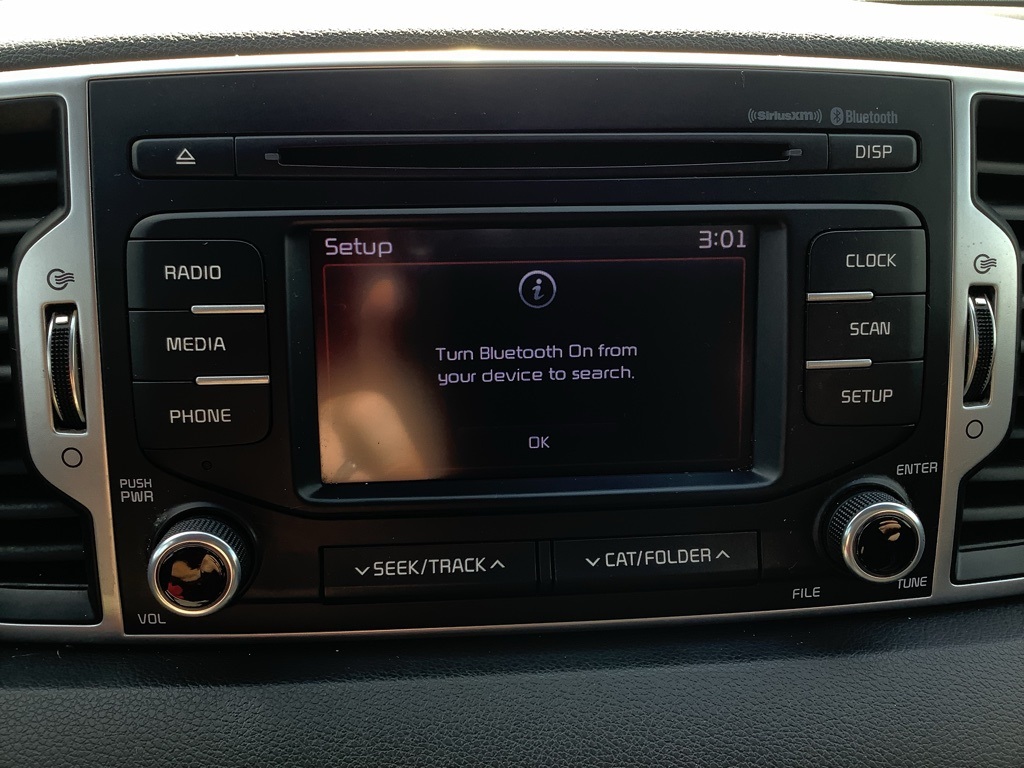 SiriusXM Bluetooth
DISP
Setup 3:01
RADIO
MEDIA
PHONE
i
Turn Bluetooth On from
your device to search.
OK
CLOCK
SCAN
SETUP
PUSH
PWR
VOL
SEEK/TRACK
CAT/FOLDER
ENTER
TUNE
FILE